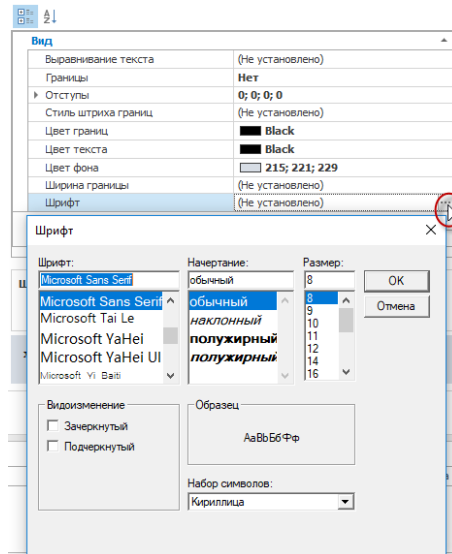 Вид
Выравнивание текста (Не установлено)
Границы Нет
Отступы 0; 0; 0; 0
Стиль штриха границ (Не установлено)
Цвет границ Black
Цвет текста Black
Цвет фона 215; 221; 229
Ширина границы (Не установлено)
Шрифт (Не установлено) ...
Шрифт
Шрифт: Начертание: Размер:
Microsoft Sans Serif обычный 8 OK
Microsoft Sans Serif обычный 8 Отмена
Microsoft Tai Le наклонный 9
Microsoft YaHei полужирный 10
Microsoft YaHei UI полужирный 11
Microsoft Yi Baiti 12
14
16
Видоизменение Образец
Зачеркнутый
Подчеркнутый
АаВbБбФф
Набор символов:
Кириллица